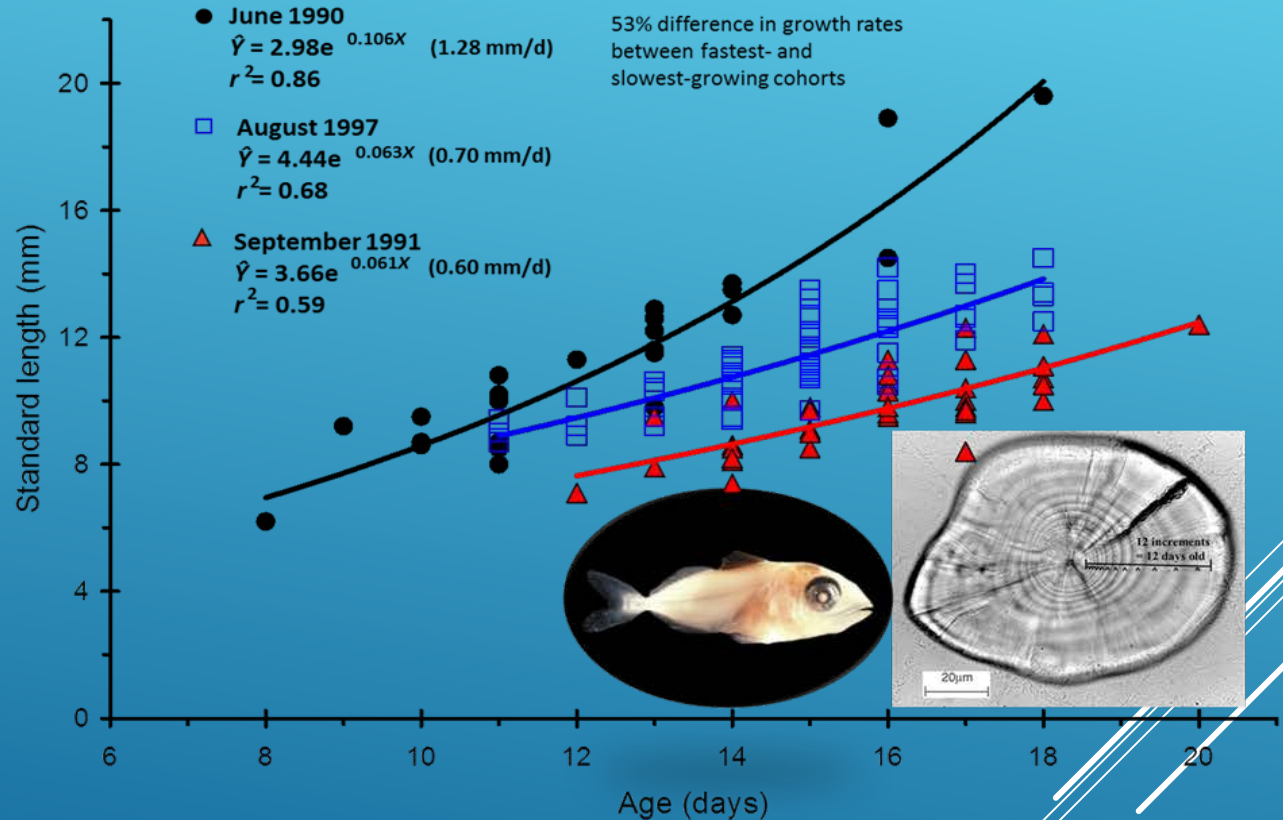 June 1990
Ŷ = 2.98e 0.106X (1.28 mm/d)
r 2= 0.86
August 1997
Ŷ = 4.44e 0.063X (0.70 mm/d)
r 2= 0.68
September 1991
Ŷ = 3.66e 0.061X (0.60 mm/d)
r 2= 0.59
53% difference in growth rates
between fastest- and
slowest-growing cohorts
Standard length (mm)
20
16
12
8
4
0
12 increments
= 12 days old
20μm
6 8 10 12 14 16 18 20
Age (days)